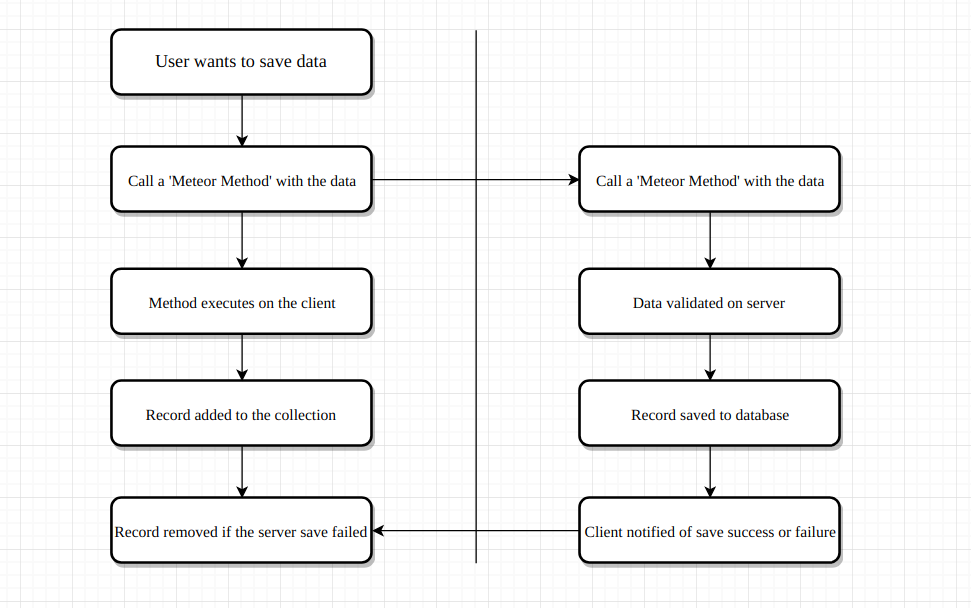 User wants to save data
Call a 'Meteor Method' with the data
Call a 'Meteor Method' with the data
Method executes on the client
Data validated on server
Record added to the collection
Record saved to database
Record removed if the server save failed
Client notified of save success or failure